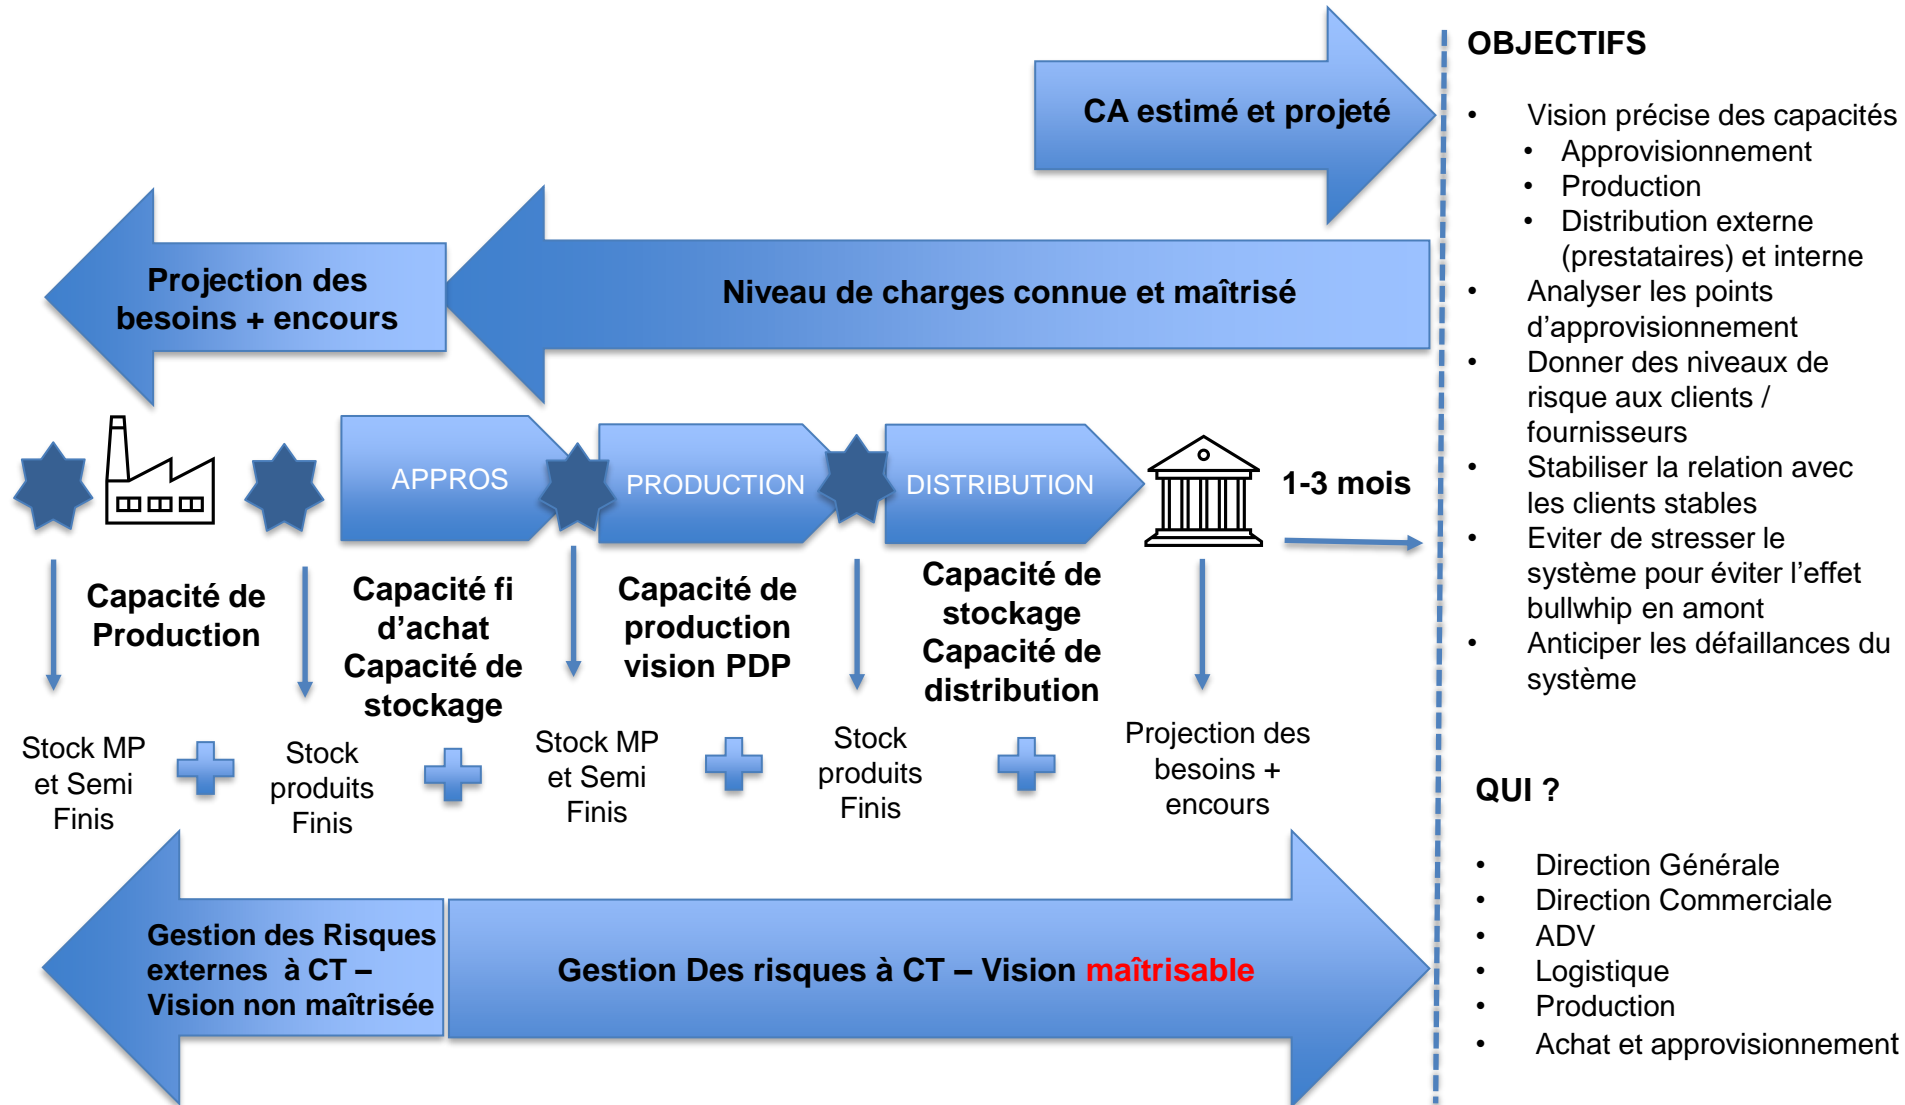 CA estimé et projeté
Projection des
besoins + encours
Niveau de charges connue et maîtrisé
APPROS
PRODUCTION
DISTRIBUTION
1-3 mois
Capacité de
Production
Capacité fi
d'achat
Capacité de
stockage
Capacité de
production
vision PDP
Capacité de
stockage
Capacité de
distribution
Stock MP
et Semi
Finis
Stock
produits
Finis
Stock MP
et Semi
Finis
Stock
produits
Finis
Projection des
besoins +
encours
Gestion des Risques
externes à CT –
Vision non maîtrisée
Gestion Des risques à CT – Vision maîtrisable
OBJECTIFS
• Vision précise des capacités
• Approvisionnement
• Production
• Distribution externe
(prestataires) et interne
• Analyser les points
d'approvisionnement
• Donner des niveaux de
risque aux clients /
fournisseurs
• Stabiliser la relation avec
les clients stables
• Eviter de stresser le
système pour éviter l'effet
bullwhip en amont
• Anticiper les défaillances du
système
QUI ?
• Direction Générale
• Direction Commerciale
• ADV
• Logistique
• Production
• Achat et approvisionnement